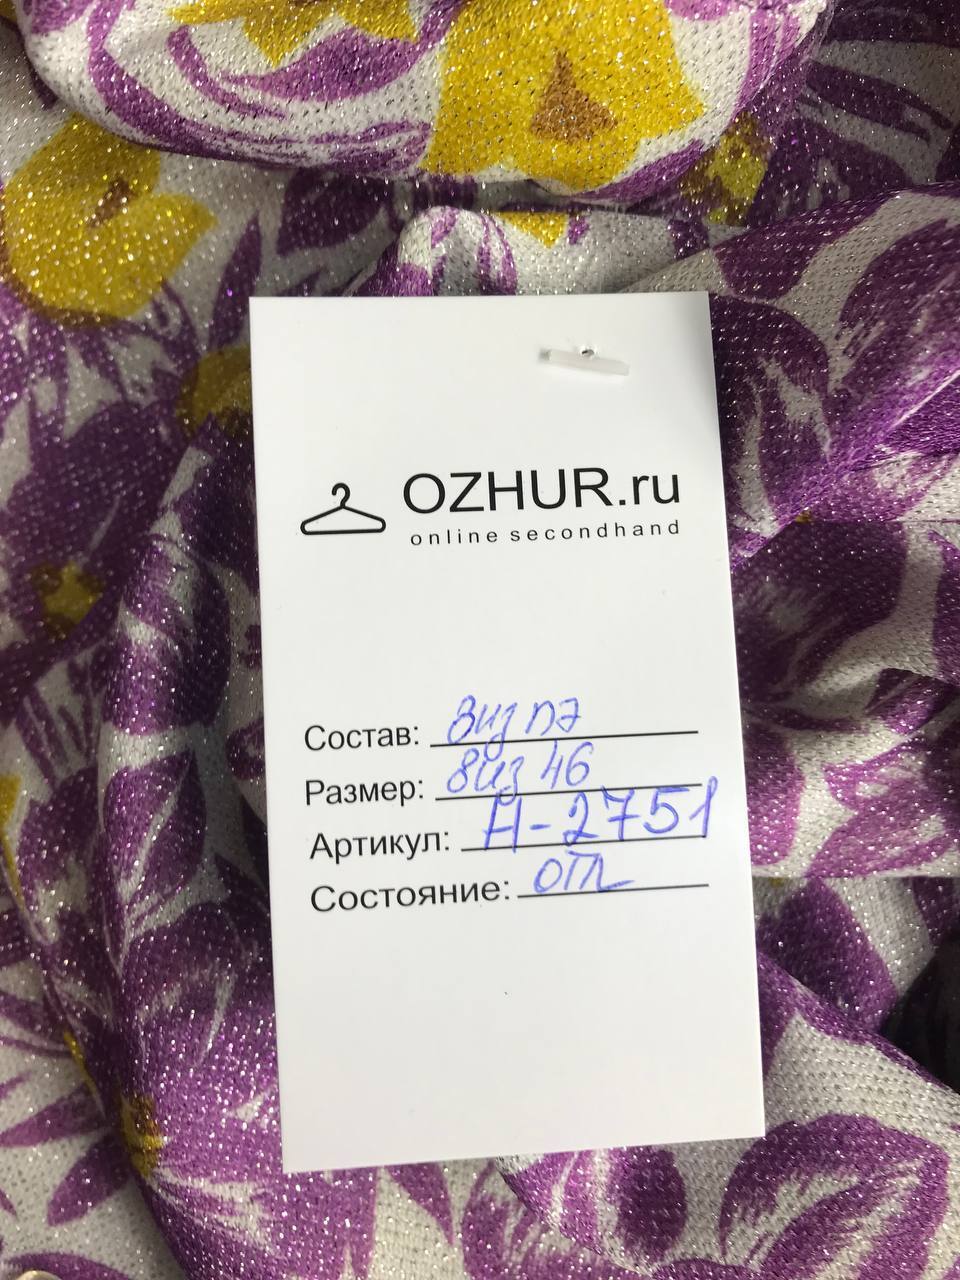 OZHUR.ru
online secondhand
Состав: виз пэ
Размер: виз 46
Артикул: H-2751
Состояние: отл